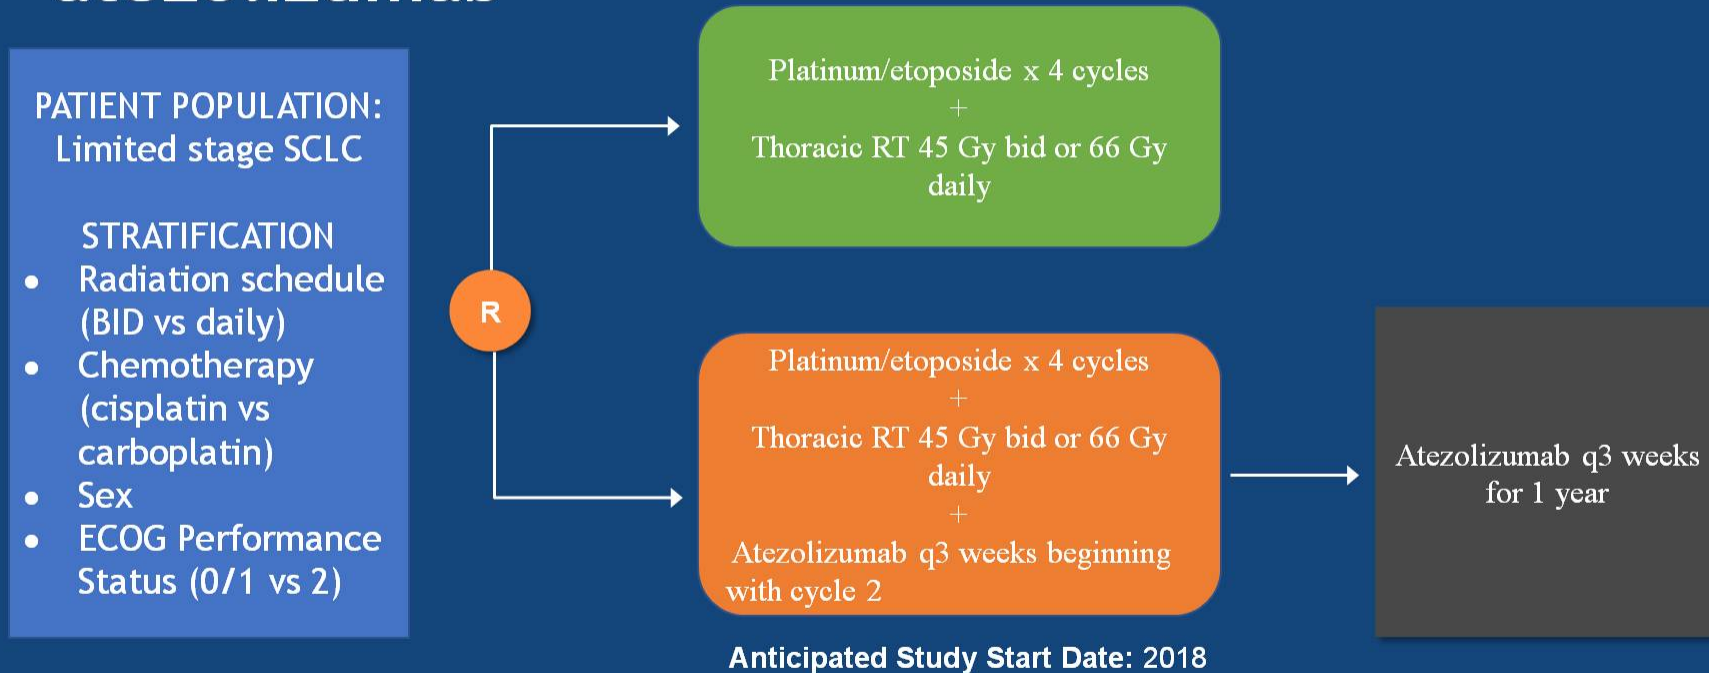 PATIENT POPULATION:
Limited stage SCLC
STRATIFICATION
• Radiation schedule
(BID vs daily)
• Chemotherapy
(cisplatin vs
carboplatin)
• Sex
• ECOG Performance
Status (0/1 vs 2)
R
Platinum/etoposide x 4 cycles
+
Thoracic RT 45 Gy bid or 66 Gy
daily
Platinum/etoposide x 4 cycles
+
Thoracic RT 45 Gy bid or 66 Gy
daily
+
Atezolizumab q3 weeks beginning
with cycle 2
Atezolizumab q3 weeks
for 1 year
Anticipated Study Start Date: 2018